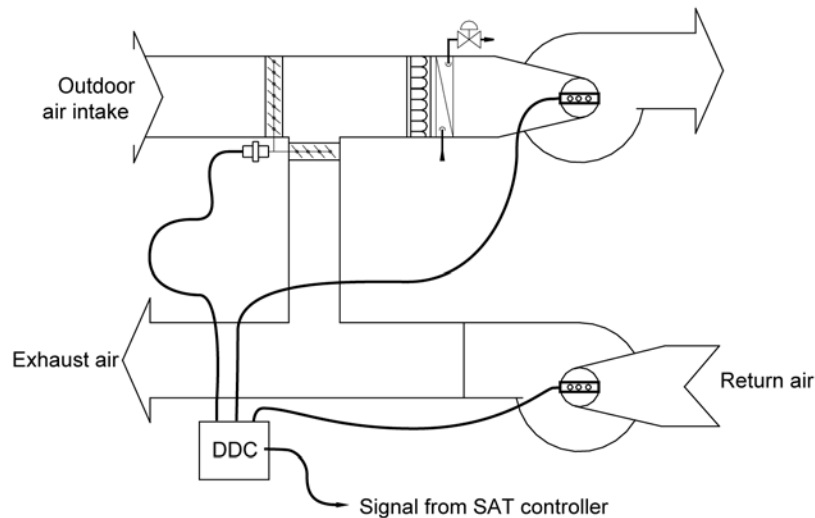 Outdoor
air intake
Exhaust air
Return air
DDC
Signal from SAT controller